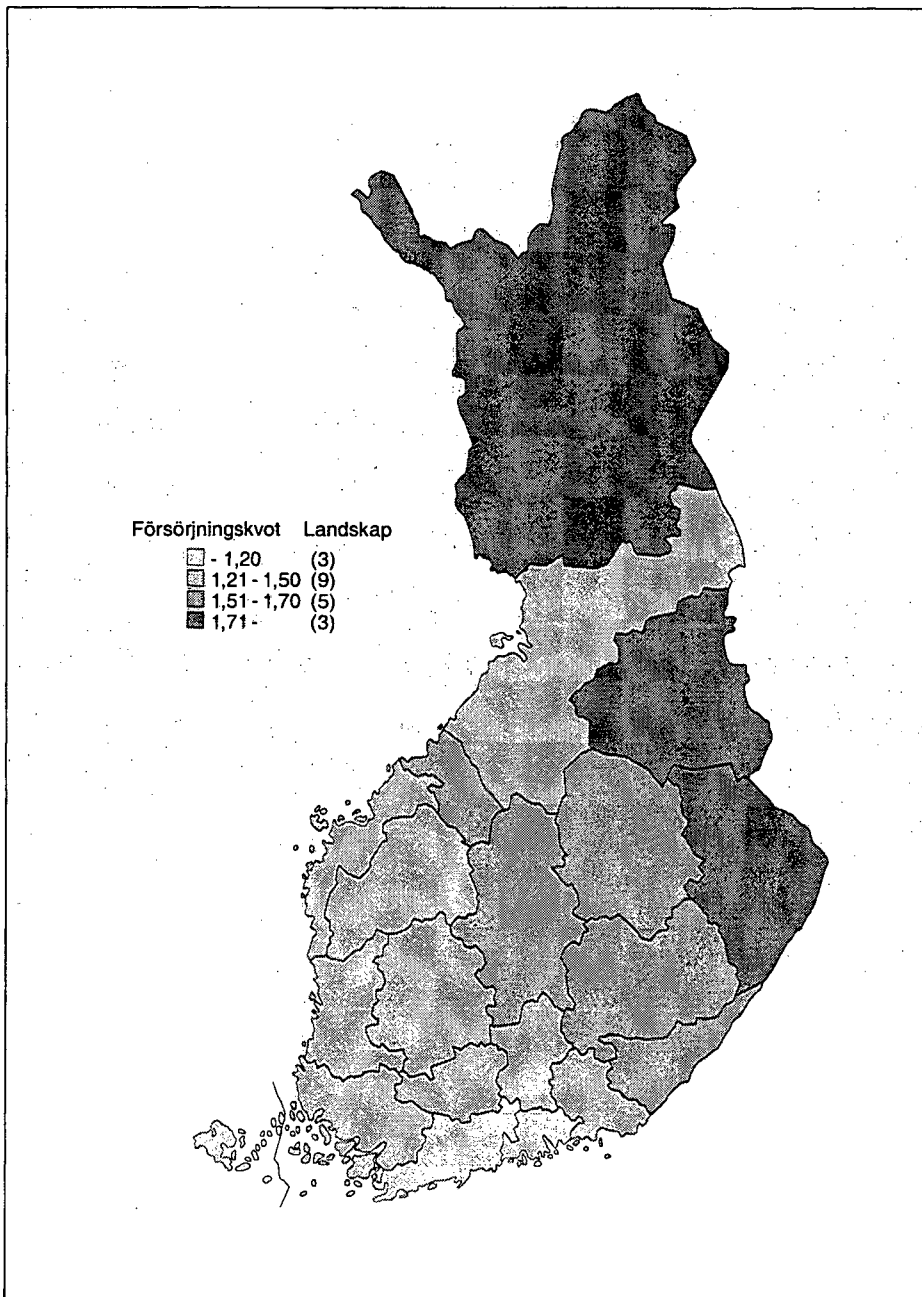 Försörjningskvot Landskap
- 1,20 (3)
1,21 - 1,50 (9)
1,51 - 1,70 (5)
1,71 - (3)